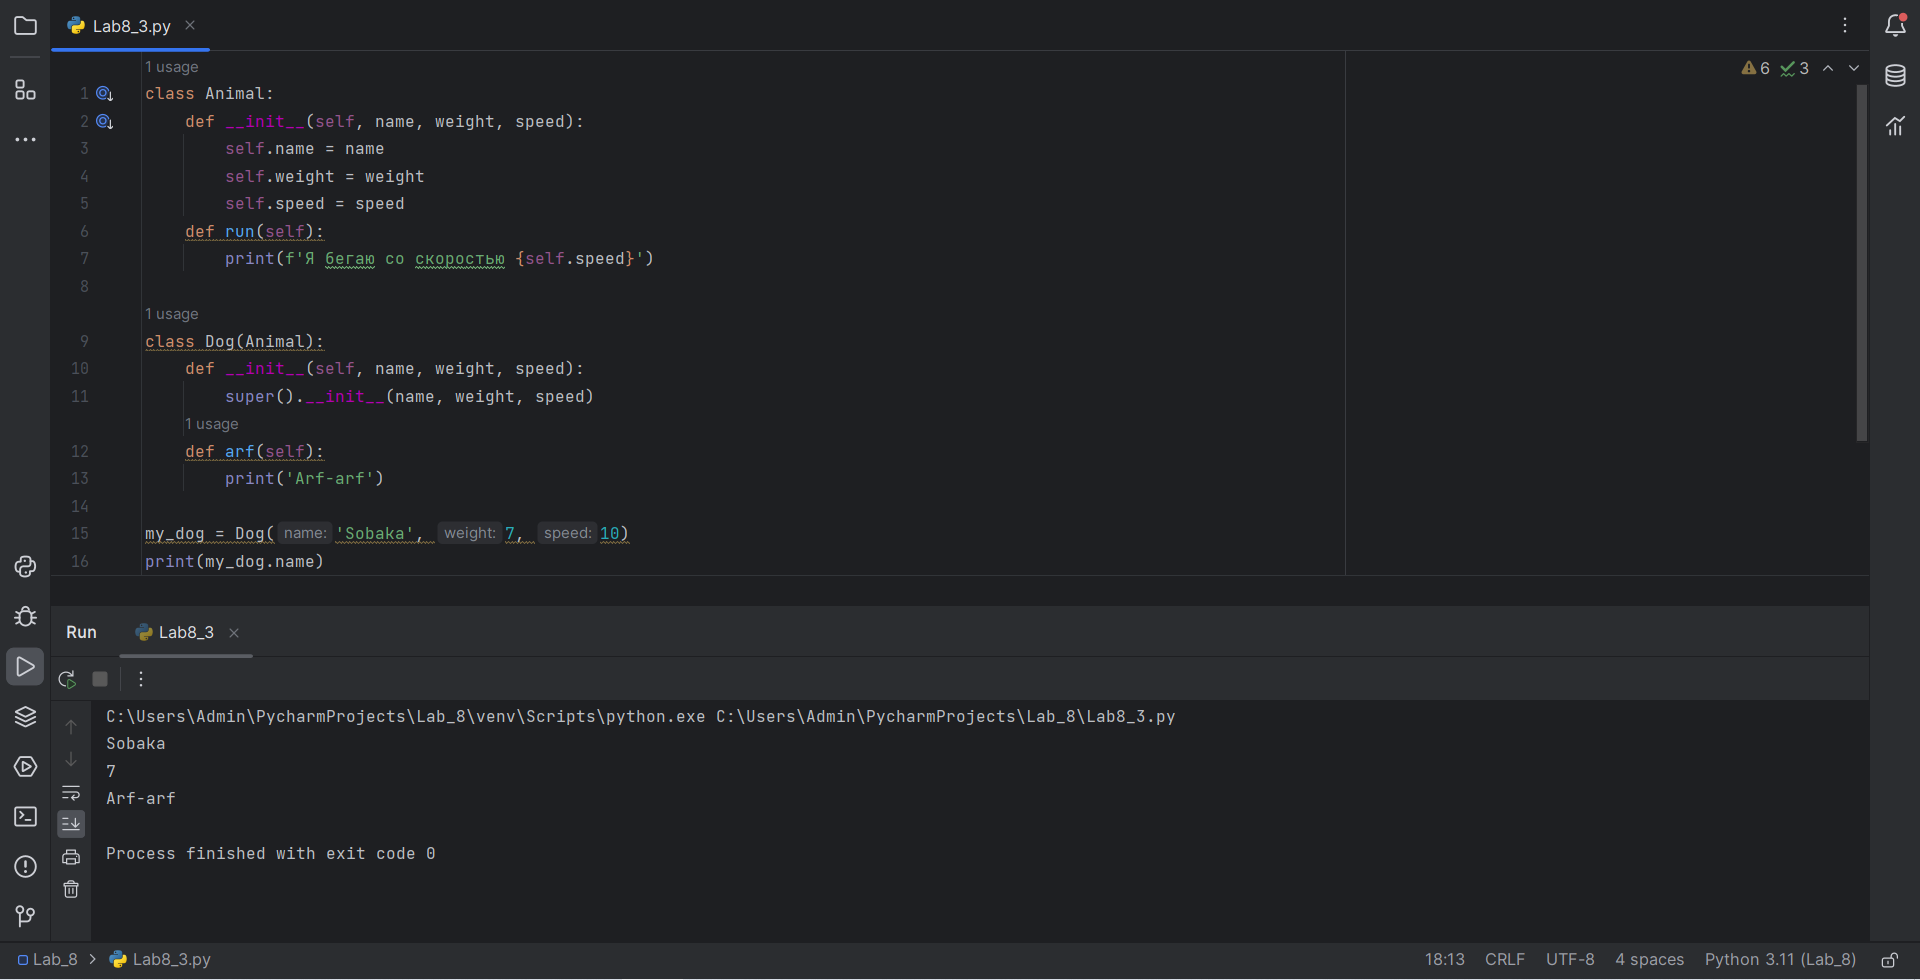 Lab8_3.py
1 usage
6 3
1 class Animal:
2 def __init__(self, name, weight, speed):
3 self.name = name
4 self.weight = weight
5 self.speed = speed
6 def run(self):
7 print(f'Я бегаю со скоростью {self.speed}')
8
1 usage
9 class Dog(Animal):
10 def __init__(self, name, weight, speed):
11 super().__init__(name, weight, speed)
1 usage
12 def arf(self):
13 print('Arf-arf')
14
15 my_dog = Dog( name: 'Sobaka', weight: 7, speed: 10)
16 print(my_dog.name)
Run Lab8_3
C:\Users\Admin\PycharmProjects\Lab_8\venv\Scripts\python.exe C:\Users\Admin\PycharmProjects\Lab_8\Lab8_3.py
Sobaka
7
Arf-arf
Process finished with exit code 0
Lab_8 > Lab8_3.py 18:13 CRLF UTF-8 4 spaces Python 3.11 (Lab_8)